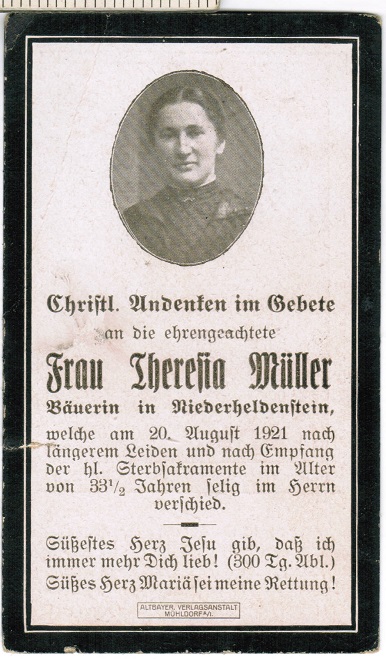 Christl. Andenken im Gebete
an die ehrengeachtete
Frau Theresia Müller
Bäuerin in Niederheldenstein,
welche am 20. August 1921 nach
längerem Leiden und nach Empfang
der hl. Sterbsakramente im Alter
von 33½ Jahren selig im Herrn
verschied.
Süßestes Herz Jesu gib, daß ich
immer mehr Dich lieb! (300 Tg. Abl.)
Süßes Herz Mariä sei meine Rettung!
ALTBAYER. VERLAGSANSTALT
MÜHLDORF A/I.